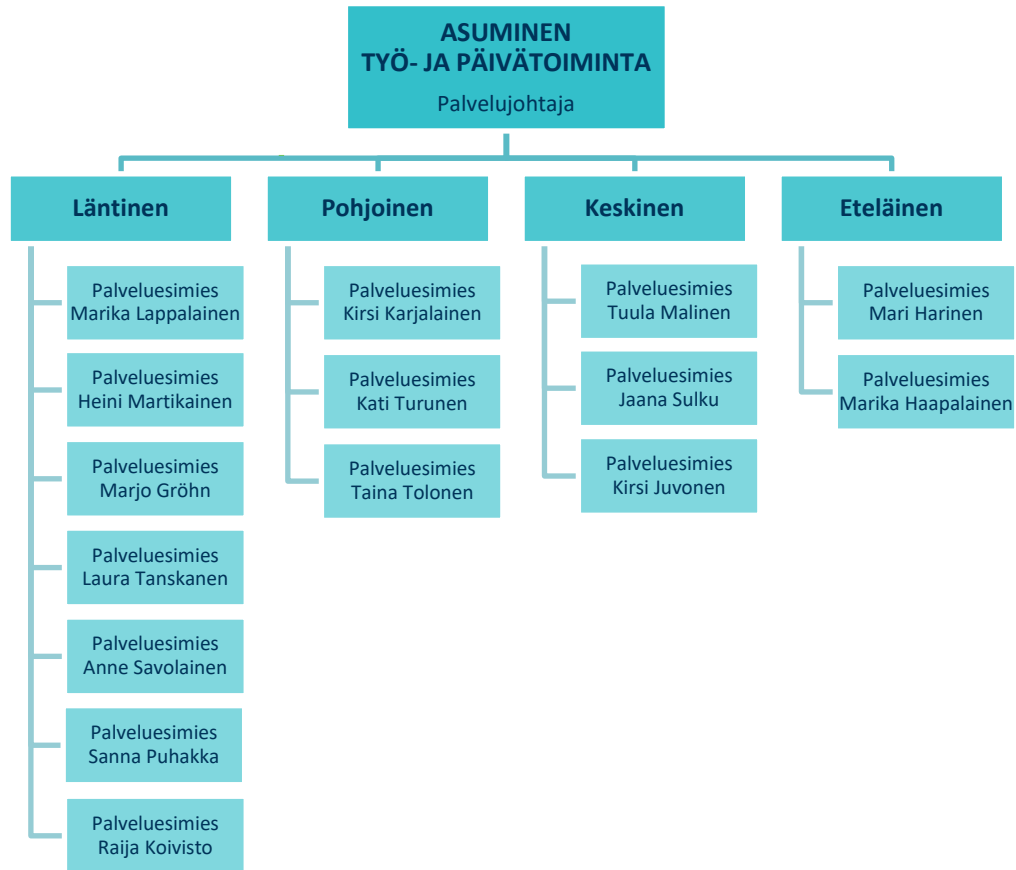 ASUMINEN
TYÖ- JA PÄIVÄTOIMINTA
Palvelujohtaja
Läntinen
Palveluesimies
Marika Lappalainen
Palveluesimies
Heini Martikainen
Palveluesimies
Marjo Gröhn
Palveluesimies
Laura Tanskanen
Palveluesimies
Anne Savolainen
Palveluesimies
Sanna Puhakka
Palveluesimies
Raija Koivisto
Pohjoinen
Palveluesimies
Kirsi Karjalainen
Palveluesimies
Kati Turunen
Palveluesimies
Taina Tolonen
Keskinen
Palveluesimies
Tuula Malinen
Palveluesimies
Jaana Sulku
Palveluesimies
Kirsi Juvonen
Eteläinen
Palveluesimies
Mari Harinen
Palveluesimies
Marika Haapalainen